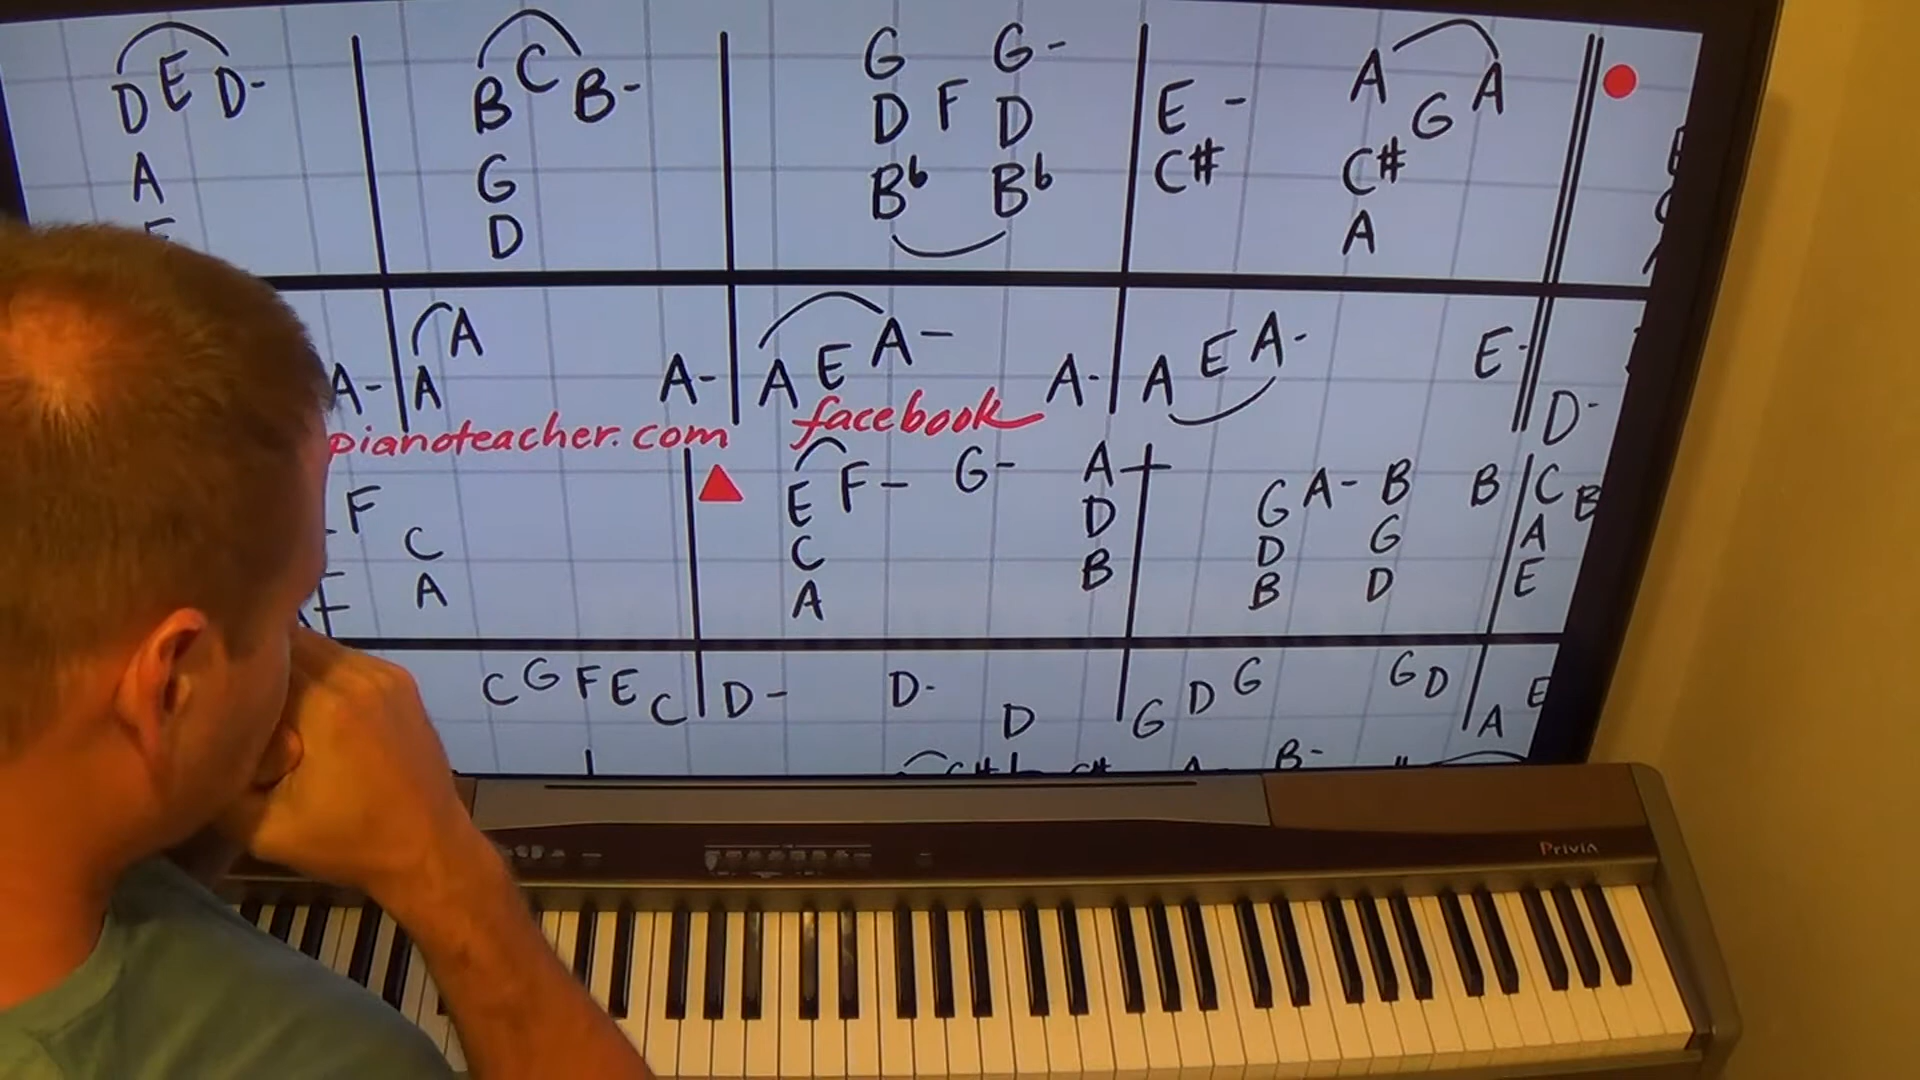 D E D- B C B- G G- E - A G A
A G D F D C# C#
D B♭ B♭ A
A- A A A- A E A- A- A E A- E- D-
pianoteacher.com facebook
F E F- G- A+ G A- B B C B
C C D D G A
A A B B D E
C G F E C D- D- D G D G G D A E
C# C# A B-
Privia